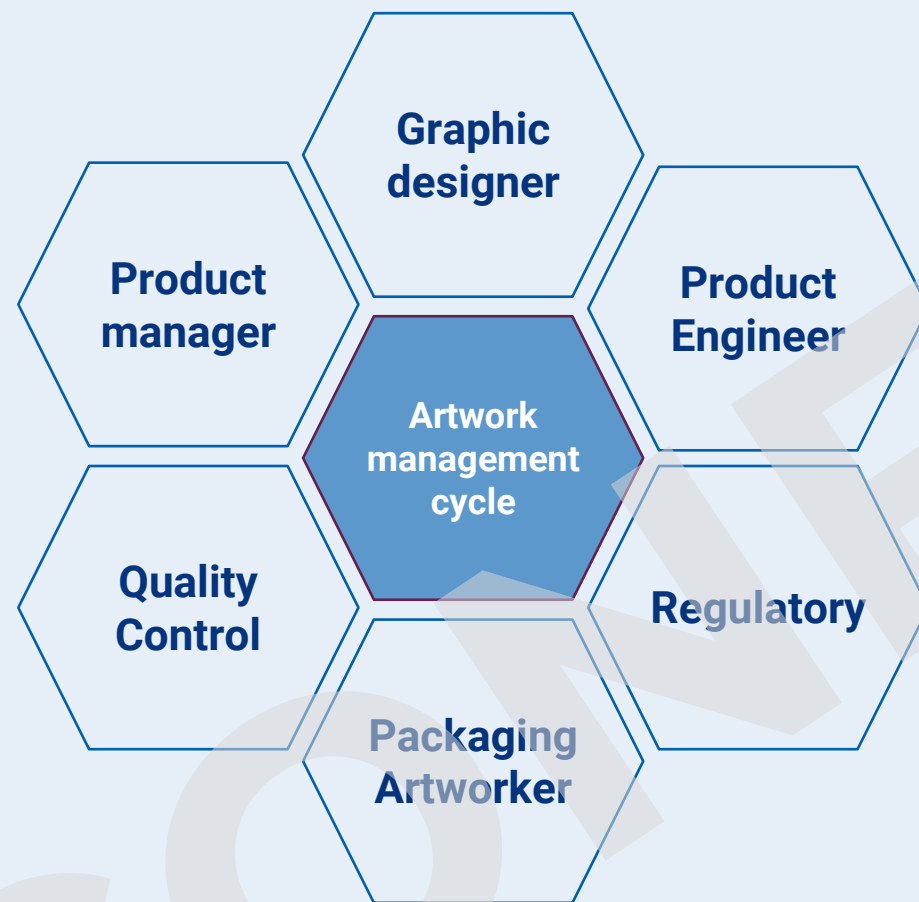 Graphic
designer
Product
manager
Product
Engineer
Artwork
management
cycle
Quality
Control
Regulatory
Packaging
Artworker